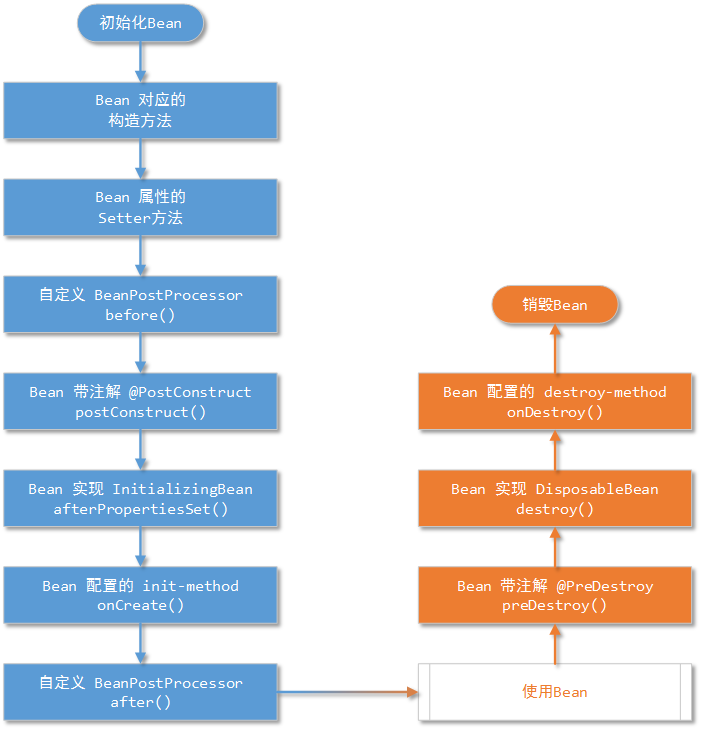 初始化Bean
Bean 对应的
构造方法
Bean 属性的
Setter方法
自定义 BeanPostProcessor
before()
Bean 带注解 @PostConstruct
postConstruct()
Bean 实现 InitializingBean
afterPropertiesSet()
Bean 配置的 init-method
onCreate()
自定义 BeanPostProcessor
after()
使用Bean
Bean 带注解 @PreDestroy
preDestroy()
Bean 实现 DisposableBean
destroy()
Bean 配置的 destroy-method
onDestroy()
销毁Bean